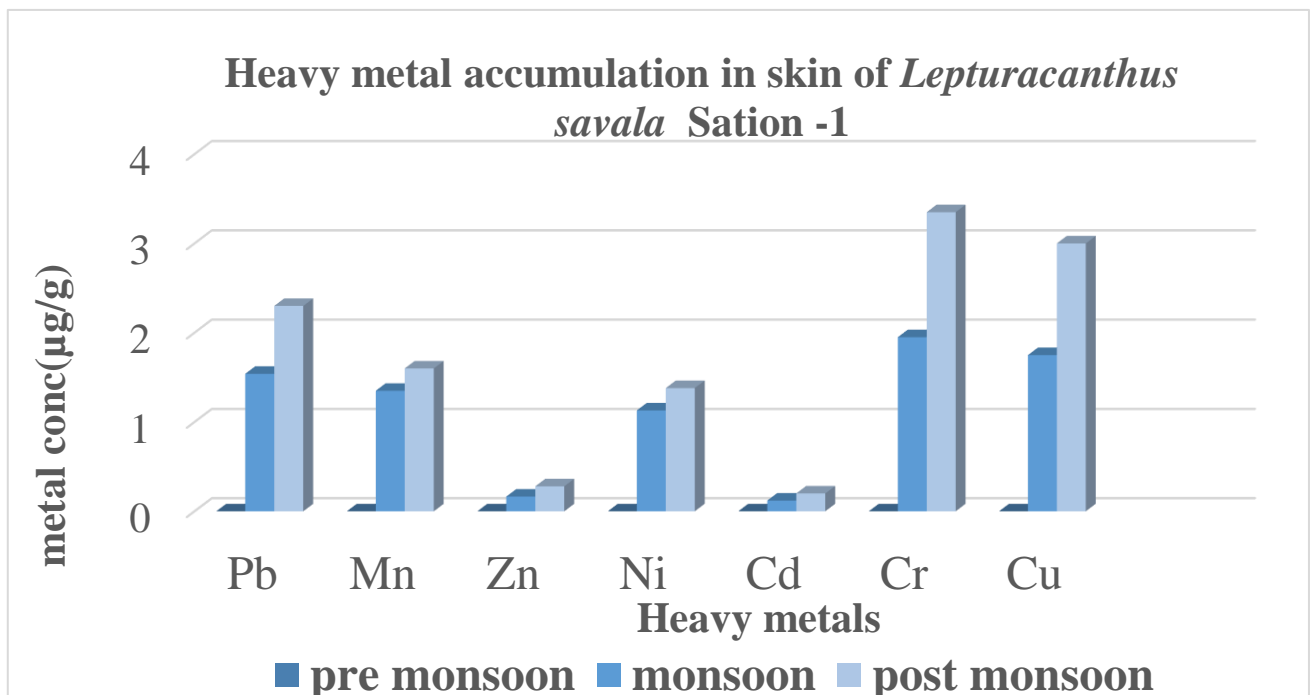 Heavy metal accumulation in skin of Lepturacanthus
savala Sation -1
4
3
2
1
0
metal conc(µg/g)
Pb Mn Zn Ni Cd Cr Cu
Heavy metals
pre monsoon monsoon post monsoon